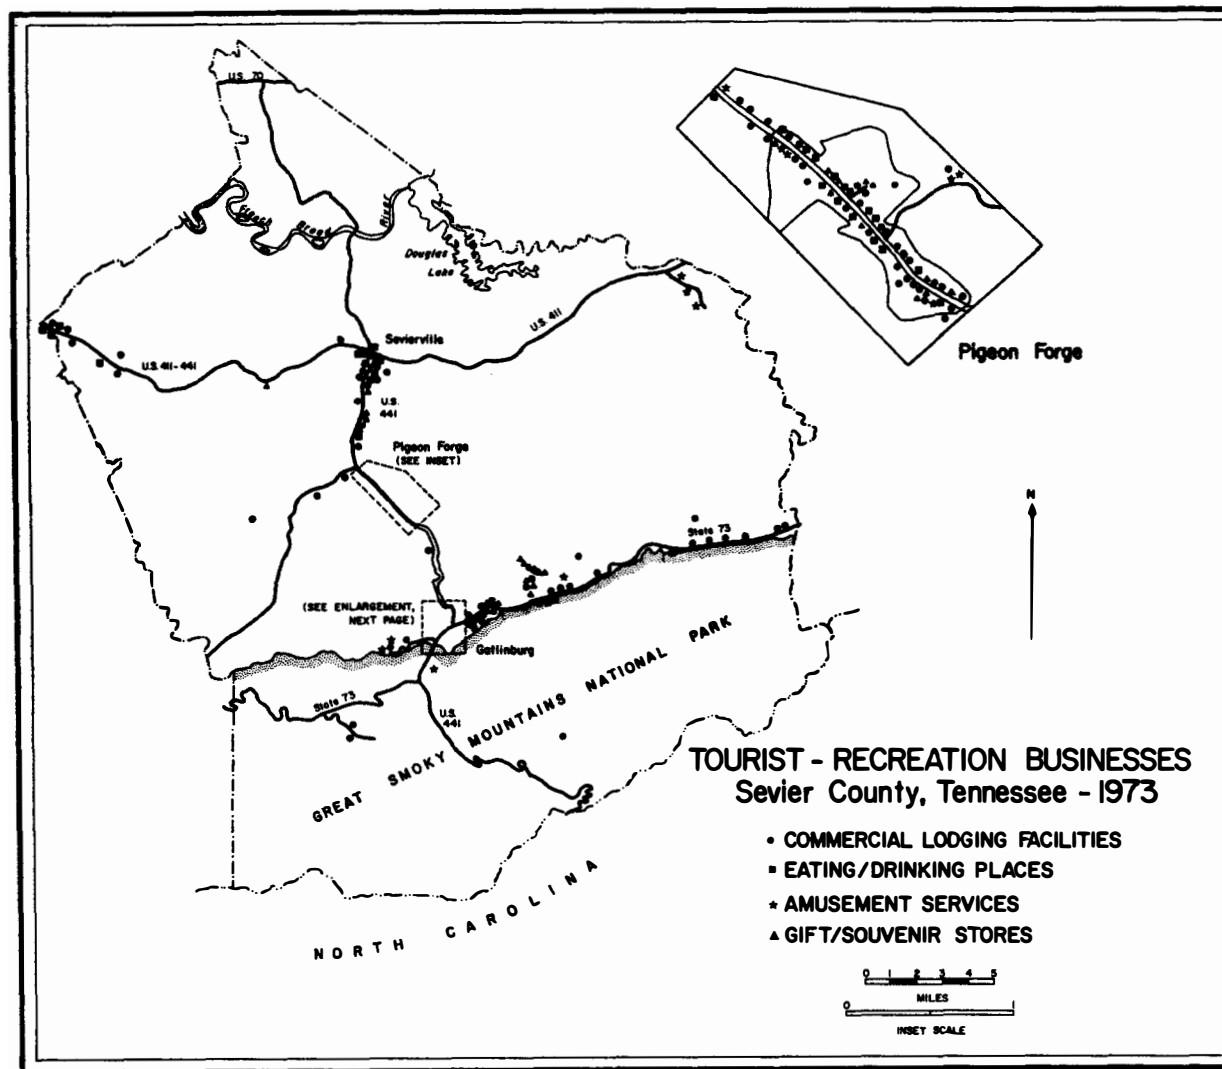 U.S. 70
French Broad River
Douglas
Lake
Sevierville
U.S. 411
U.S. 411-441
U.S.
441
Pigeon Forge
Pigeon Forge
(SEE INSET)
N
State 73
(SEE ENLARGEMENT,
NEXT PAGE)
Gatlinburg
State 73
U.S.
441
GREAT SMOKY MOUNTAINS NATIONAL PARK
NORTH CAROLINA
TOURIST - RECREATION BUSINESSES
Sevier County, Tennessee - 1973
COMMERCIAL LODGING FACILITIES
EATING/DRINKING PLACES
AMUSEMENT SERVICES
GIFT/SOUVENIR STORES
0 1 2 3 4 5
MILES
0 1
INSET SCALE